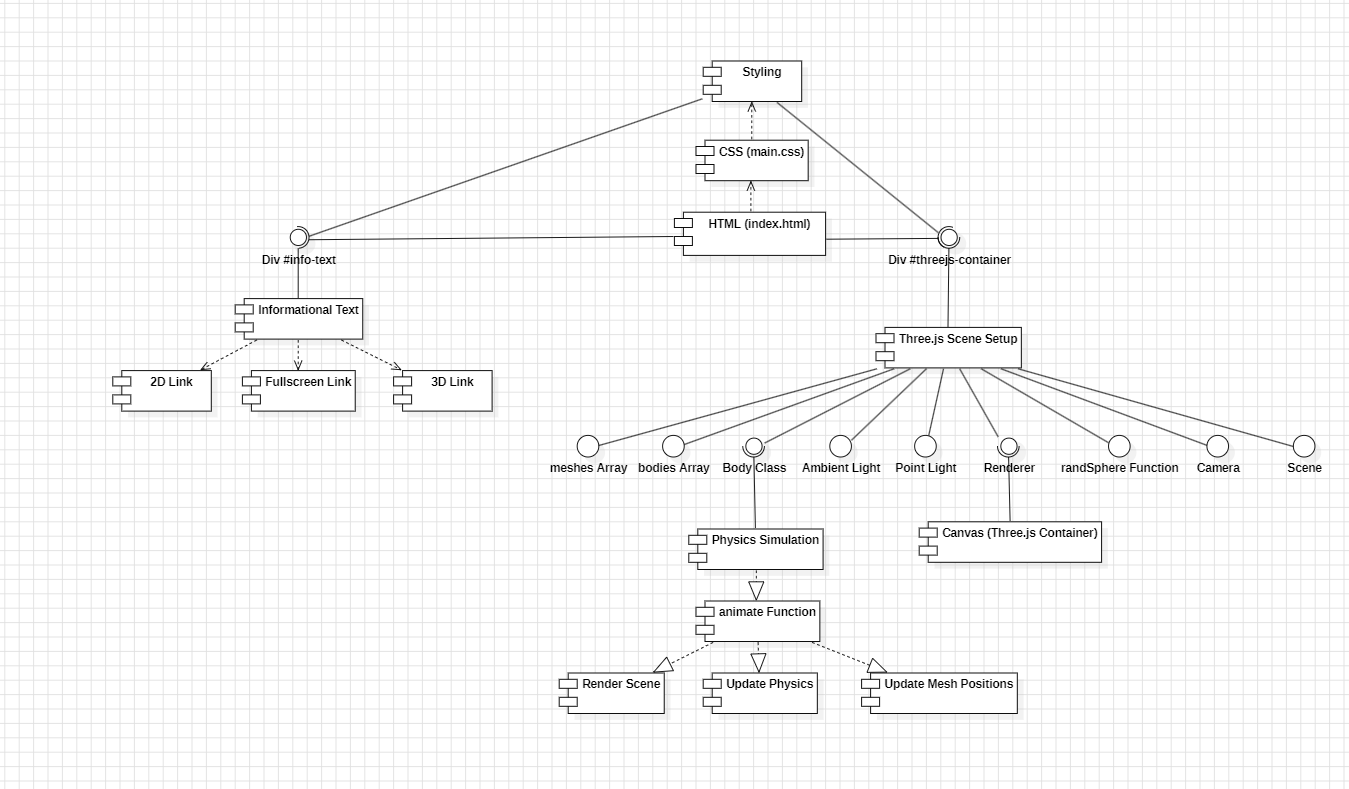 Styling
CSS (main.css)
HTML (index.html)
Div #info-text
Div #threejs-container
Informational Text
Three.js Scene Setup
2D Link
Fullscreen Link
3D Link
meshes Array
bodies Array
Body Class
Ambient Light
Point Light
Renderer
randSphere Function
Camera
Scene
Physics Simulation
Canvas (Three.js Container)
animate Function
Render Scene
Update Physics
Update Mesh Positions